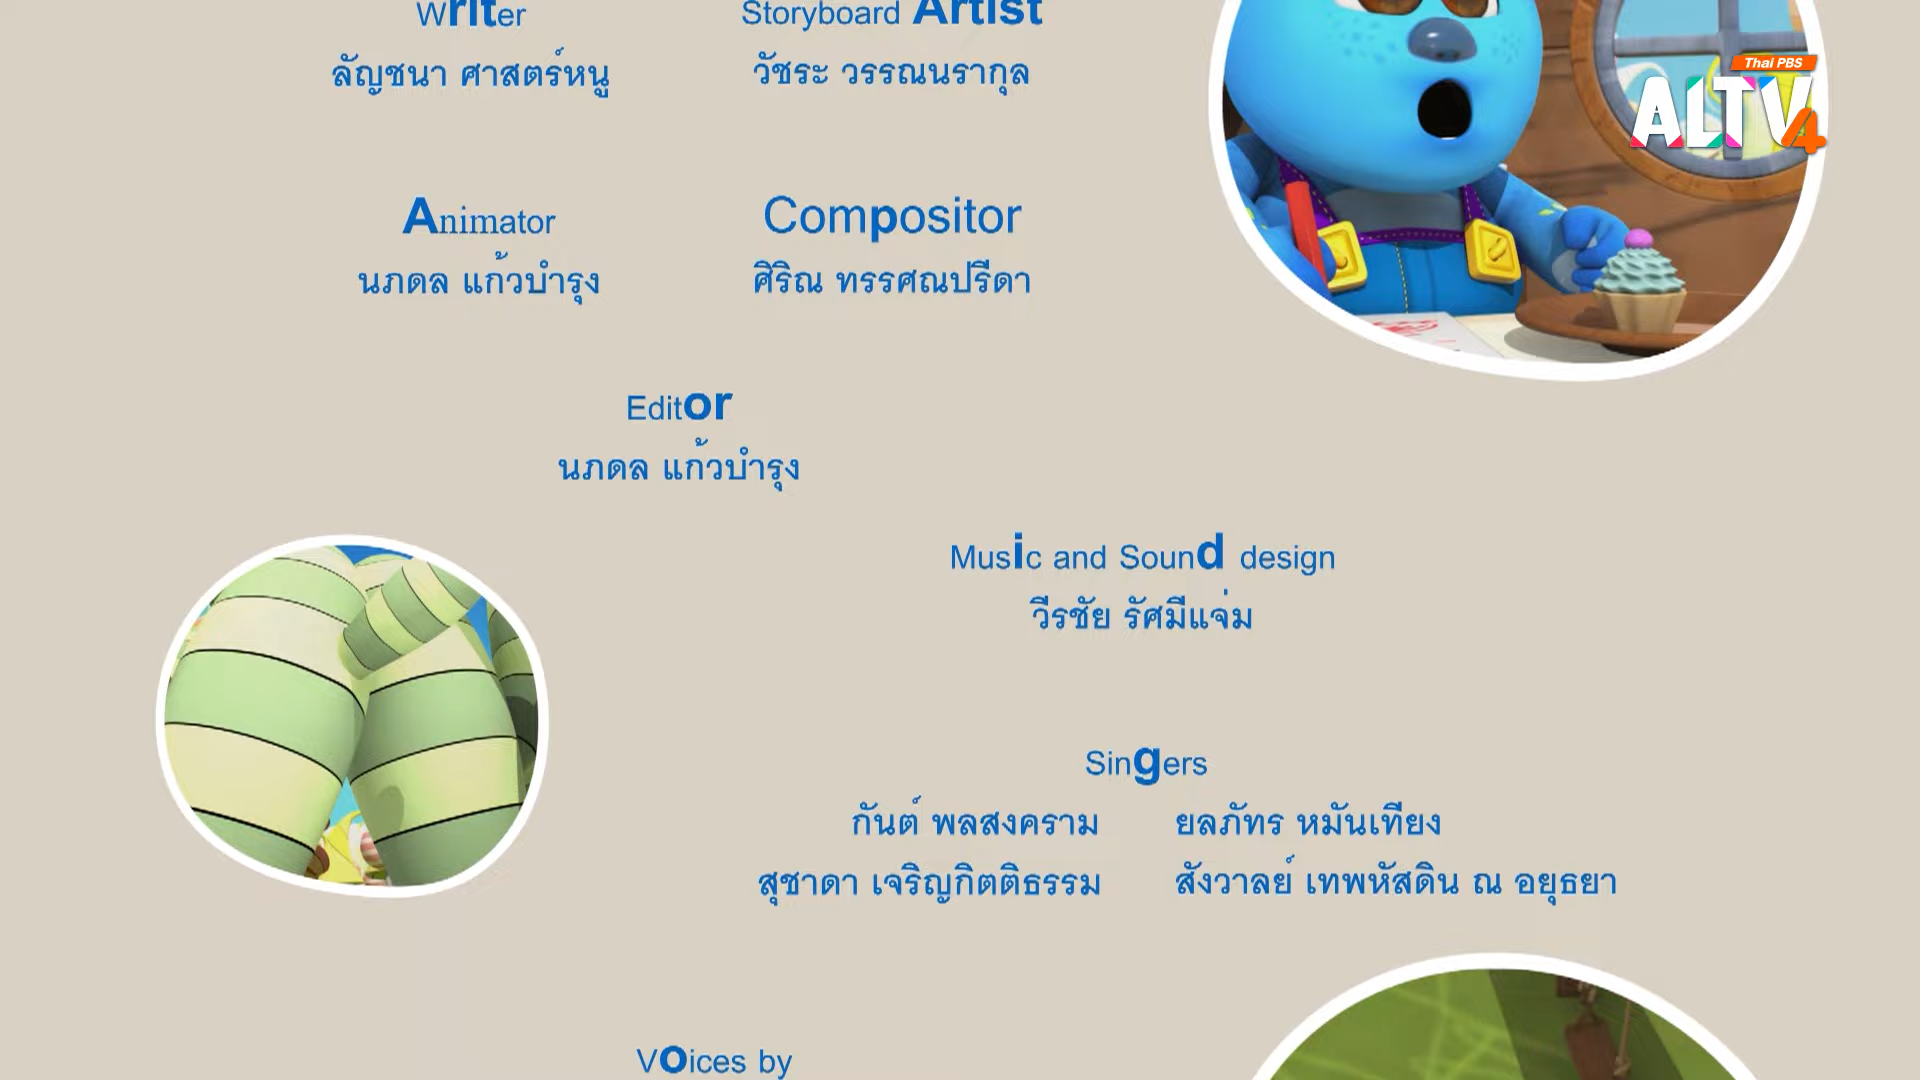 Writer
Storyboard Artist
ลัญชนา ศาสตร์หนู
วัชระ วรรณนรากุล
Thai PBS
ALTV4
Animator
Compositor
นภดล แก้วบำรุง
ศิริณ ทรรศณปรีดา
Editor
นภดล แก้วบำรุง
Music and Sound design
วีรชัย รัศมีแจ่ม
Singers
กันต์ พลสงคราม
ยลภัทร หมันเทียง
สุชาดา เจริญกิตติธรรม
สังวาลย์ เทพหัสดิน ณ อยุธยา
Voices by